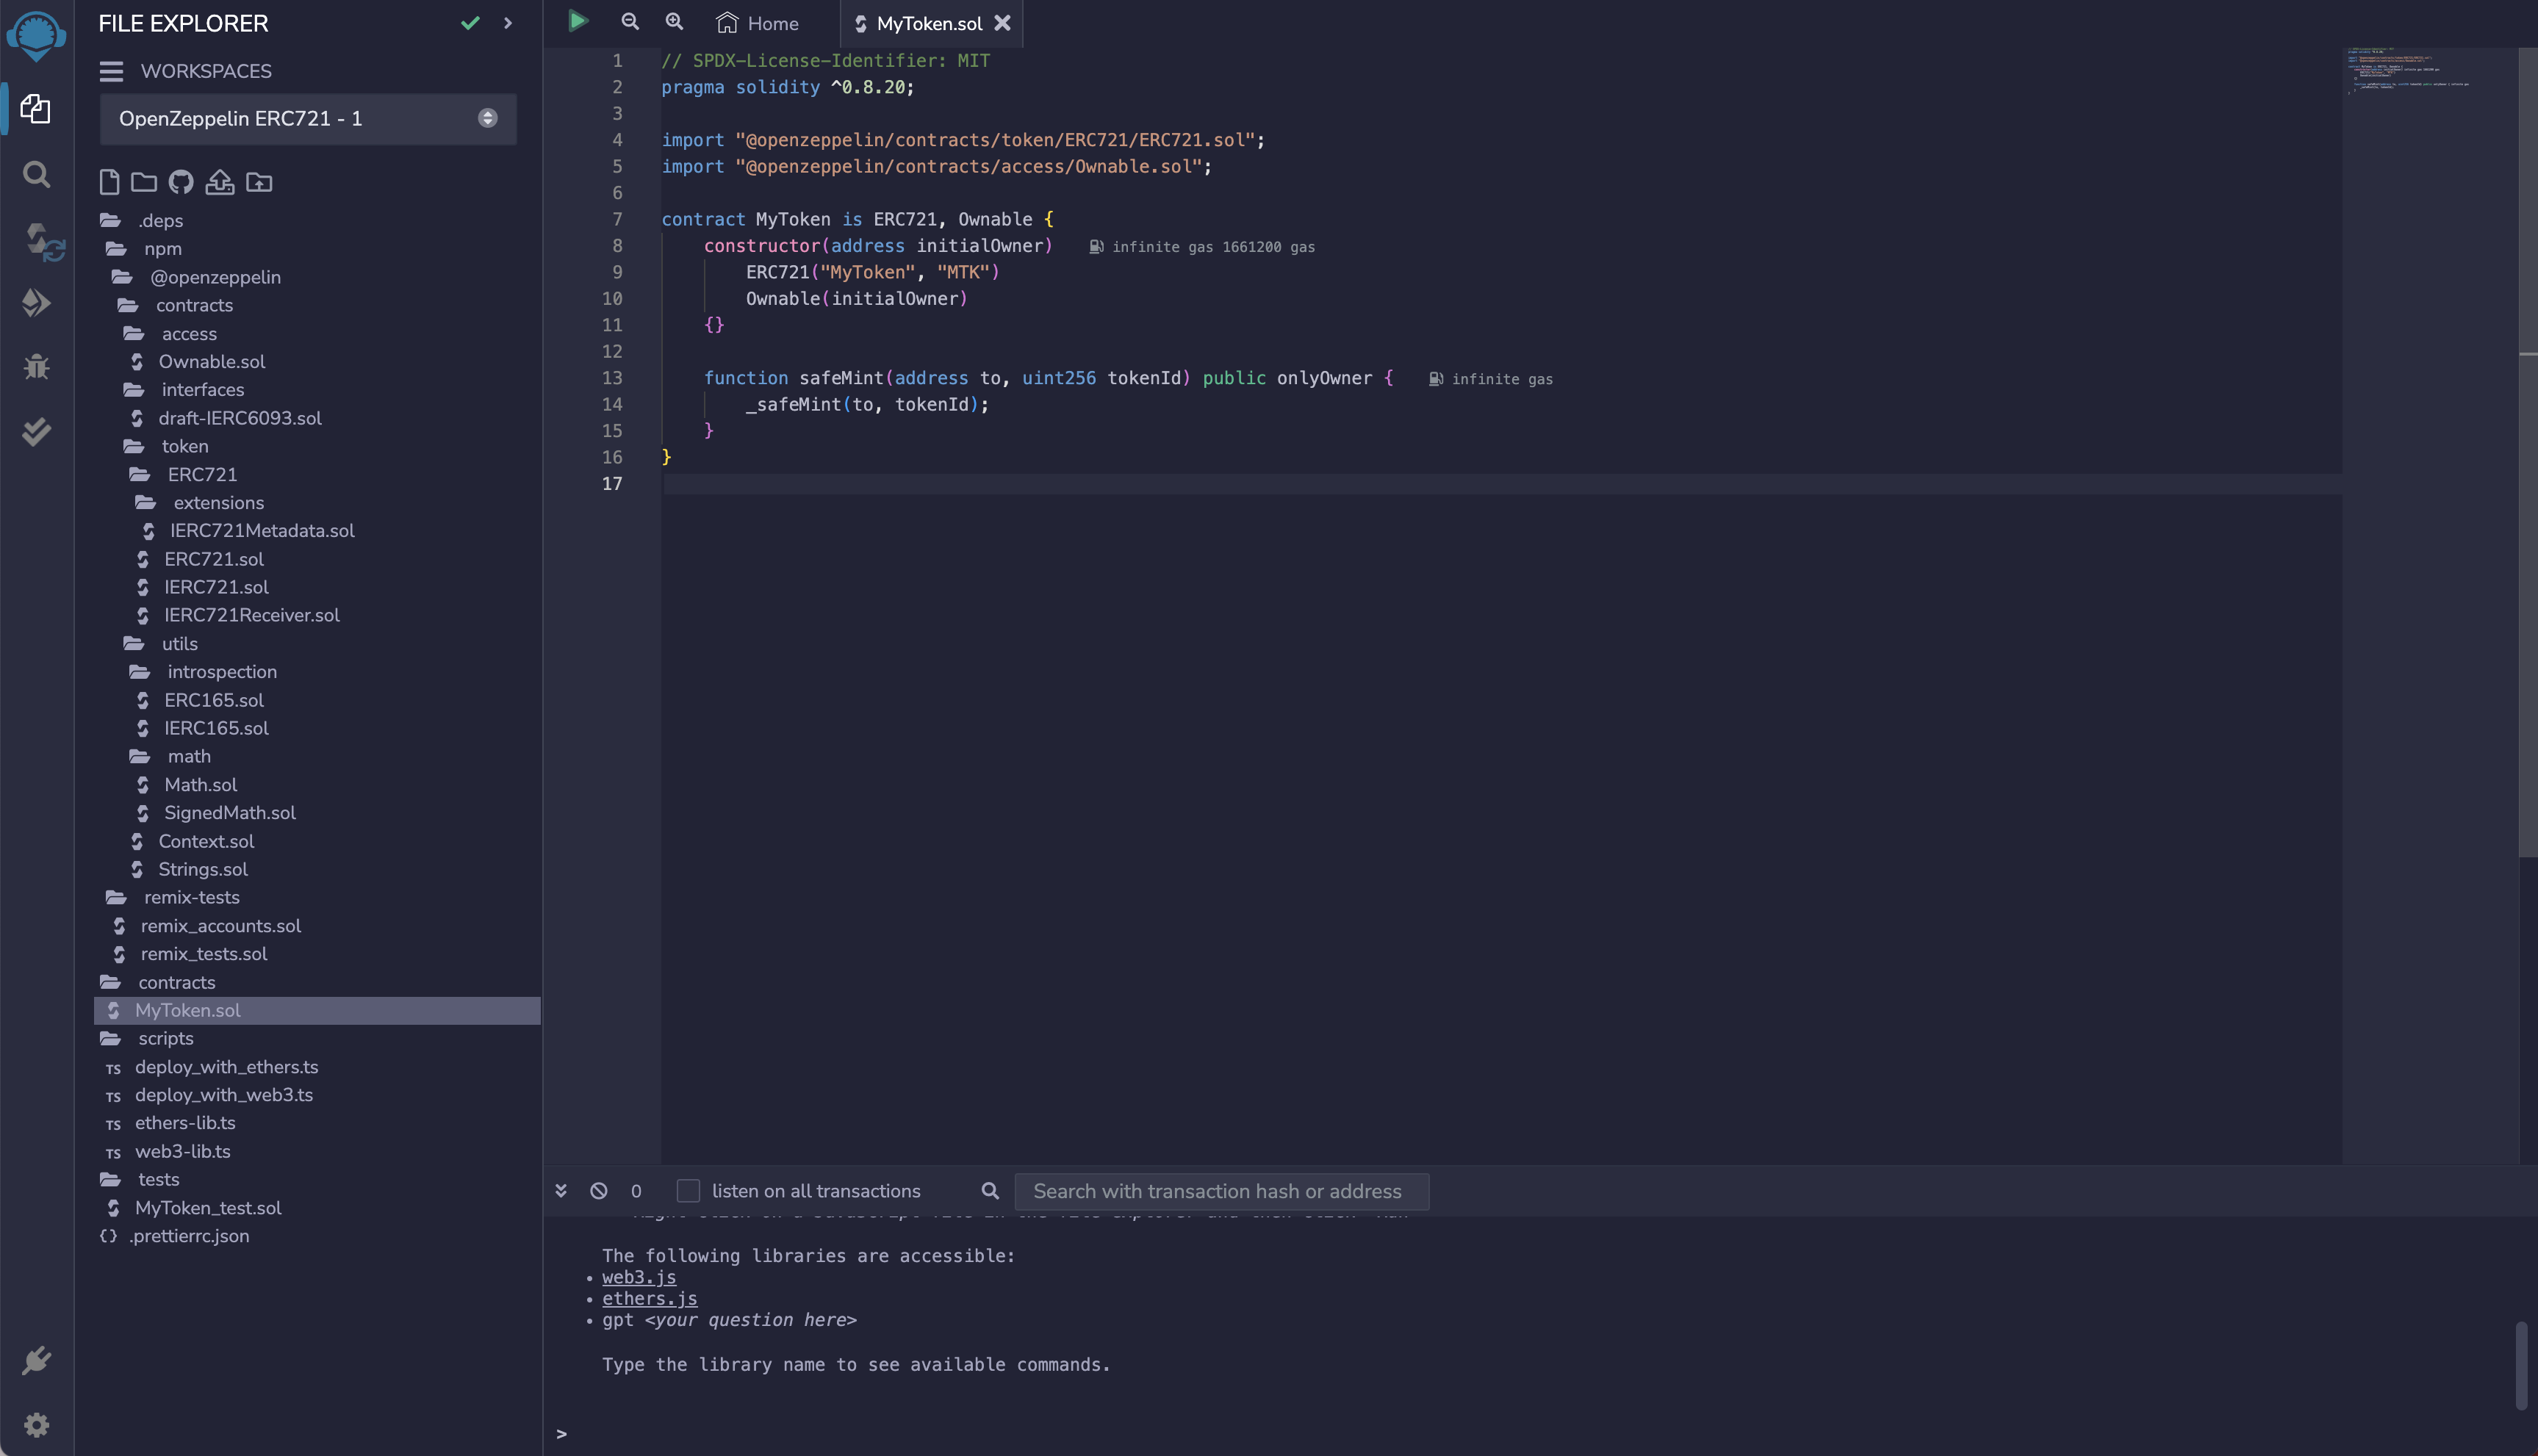 FILE EXPLORER
WORKSPACES
OpenZeppelin ERC721 - 1
.deps
npm
@openzeppelin
contracts
access
Ownable.sol
interfaces
draft-IERC6093.sol
token
ERC721
extensions
IERC721Metadata.sol
ERC721.sol
IERC721.sol
IERC721Receiver.sol
utils
introspection
ERC165.sol
IERC165.sol
math
Math.sol
SignedMath.sol
Context.sol
Strings.sol
remix-tests
remix_accounts.sol
remix_tests.sol
contracts
MyToken.sol
scripts
TS deploy_with_ethers.ts
TS deploy_with_web3.ts
TS ethers-lib.ts
TS web3-lib.ts
tests
MyToken_test.sol
{} .prettierrc.json
Home MyToken.sol
1 // SPDX-License-Identifier: MIT
2 pragma solidity ^0.8.20;
3
4 import "@openzeppelin/contracts/token/ERC721/ERC721.sol";
5 import "@openzeppelin/contracts/access/Ownable.sol";
6
7 contract MyToken is ERC721, Ownable {
8 constructor(address initialOwner) infinite gas 1661200 gas
9 ERC721("MyToken", "MTK")
10 Ownable(initialOwner)
11 {}
12
13 function safeMint(address to, uint256 tokenId) public onlyOwner { infinite gas
14 _safeMint(to, tokenId);
15 }
16 }
17
0 listen on all transactions Search with transaction hash or address
The following libraries are accessible:
• web3.js
• ethers.js
• gpt <your question here>
Type the library name to see available commands.
>